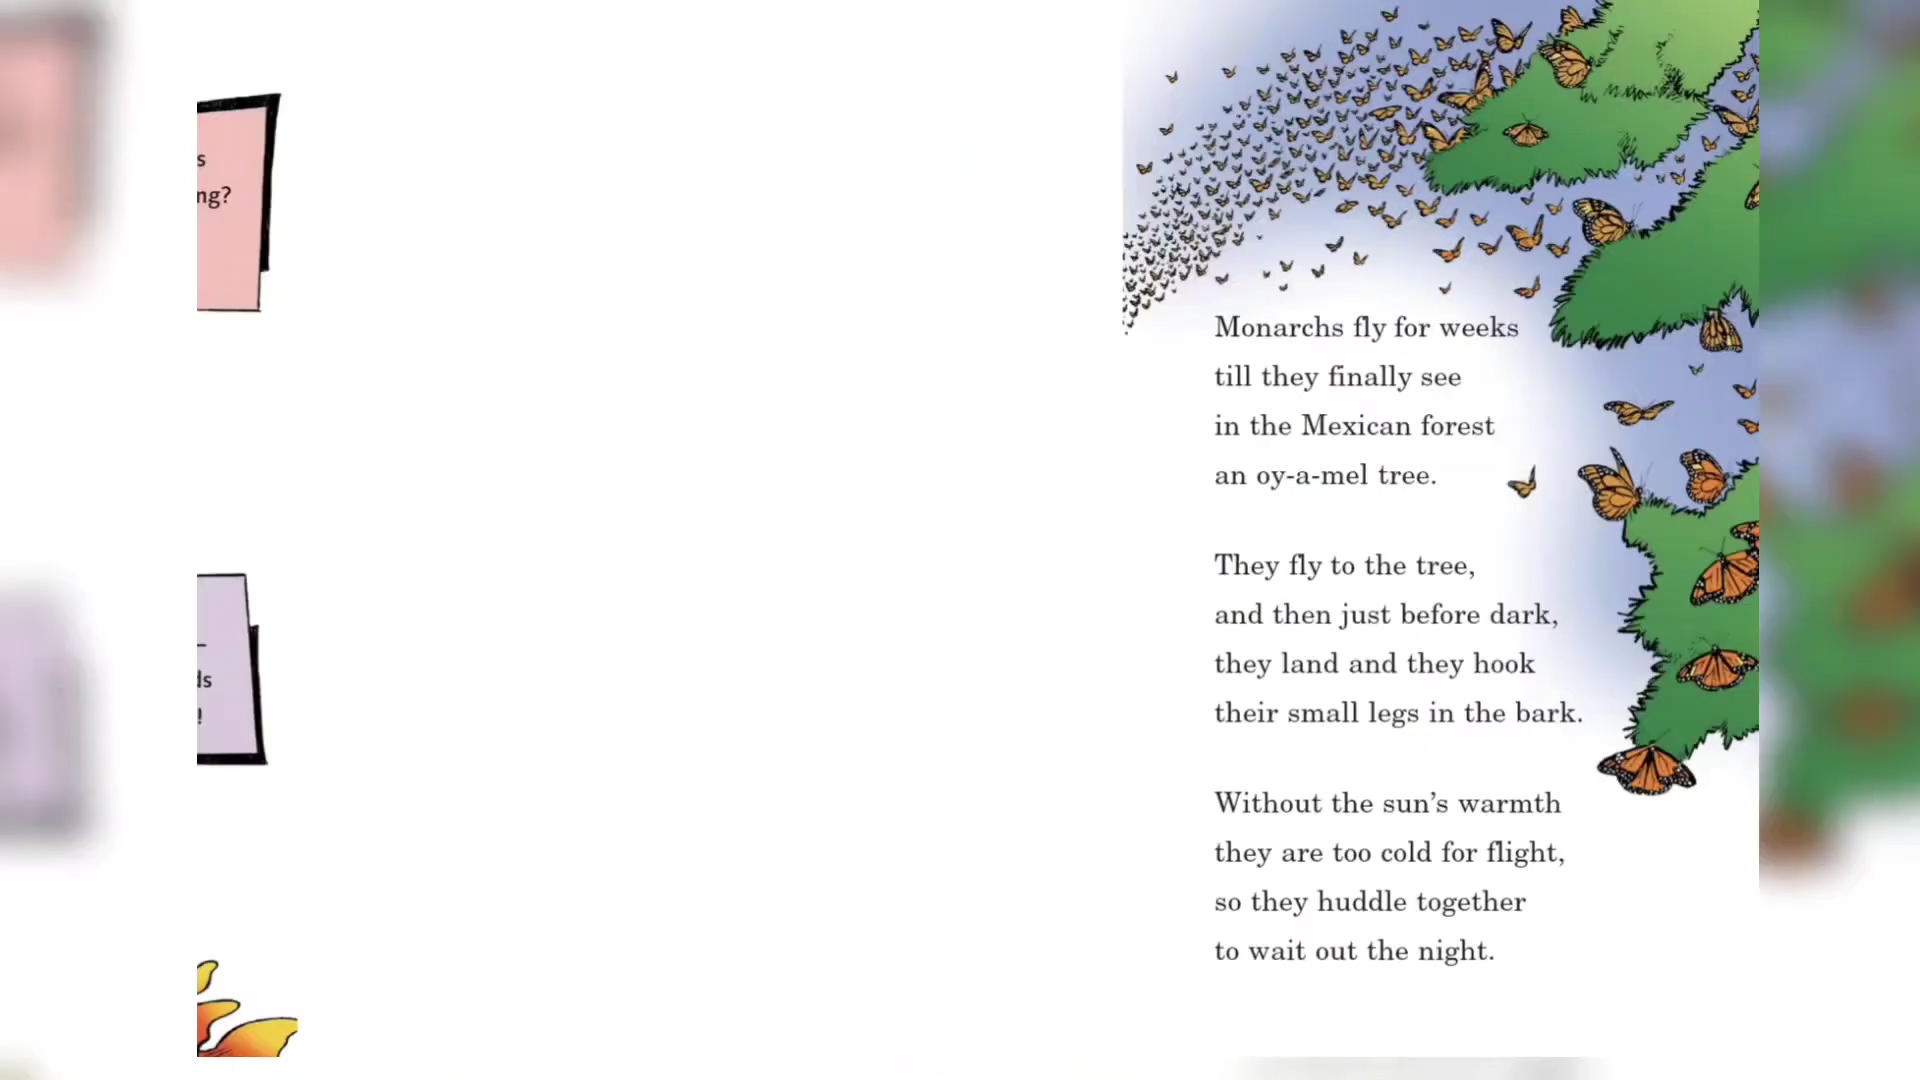 s
ng?
ds
!
Monarchs fly for weeks
till they finally see
in the Mexican forest
an oy-a-mel tree.
They fly to the tree,
and then just before dark,
they land and they hook
their small legs in the bark.
Without the sun’s warmth
they are too cold for flight,
so they huddle together
to wait out the night.